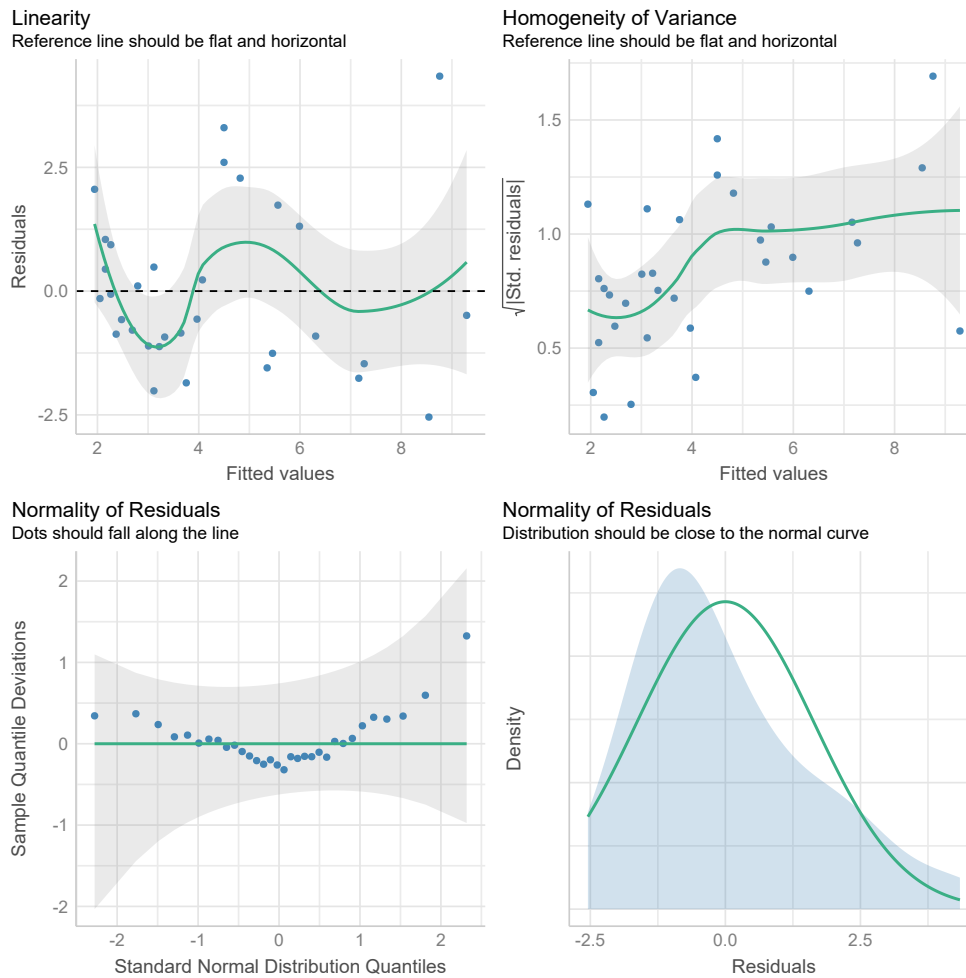 Linearity
Reference line should be flat and horizontal
Residuals
2.5
0.0
-2.5
2 4 6 8
Fitted values
Homogeneity of Variance
Reference line should be flat and horizontal
√|Std. residuals|
1.5
1.0
0.5
2 4 6 8
Fitted values
Normality of Residuals
Dots should fall along the line
Sample Quantile Deviations
2
1
0
-1
-2
-2 -1 0 1 2
Standard Normal Distribution Quantiles
Normality of Residuals
Distribution should be close to the normal curve
Density
-2.5 0.0 2.5
Residuals